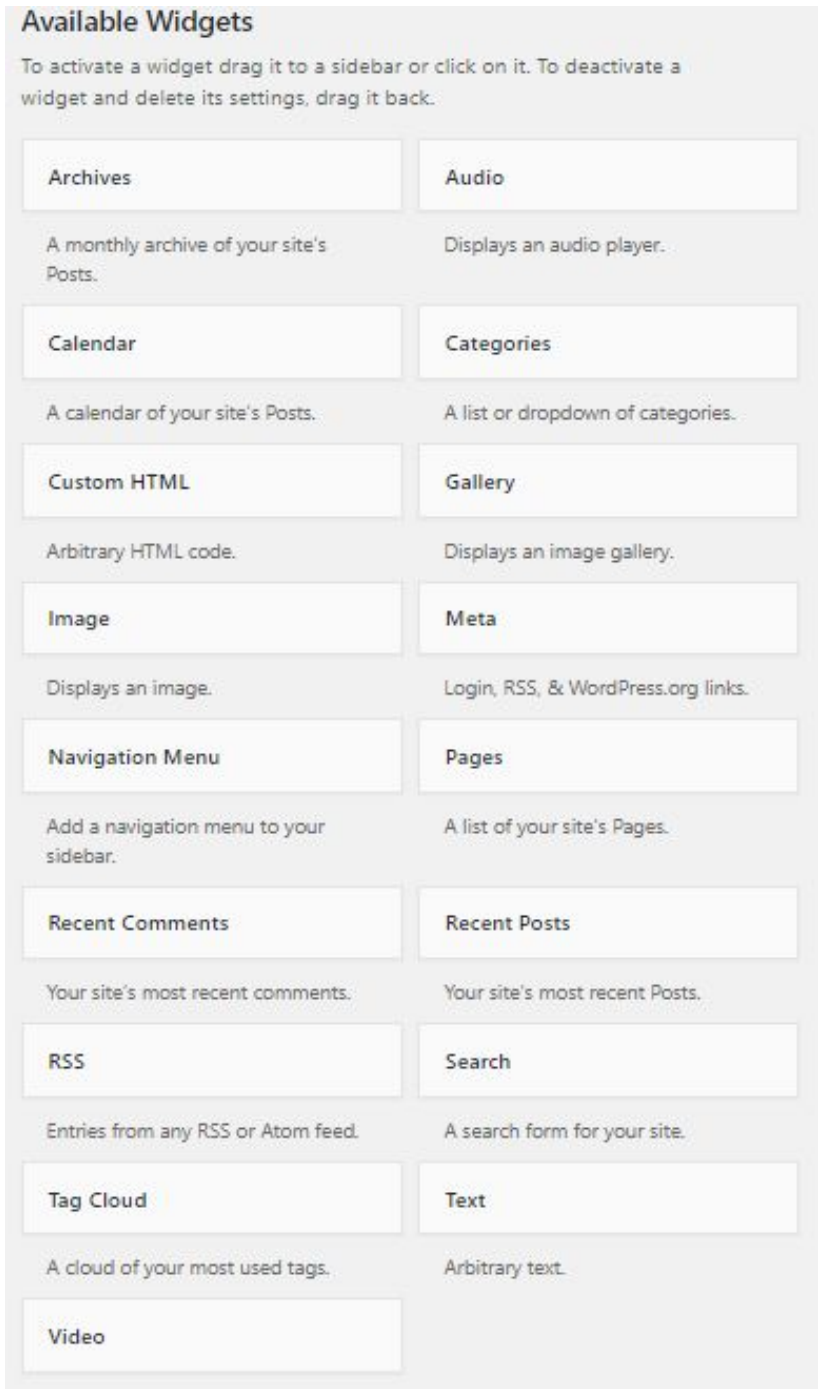 Available Widgets
To activate a widget drag it to a sidebar or click on it. To deactivate a
widget and delete its settings, drag it back.
Archives
Audio
A monthly archive of your site's
Posts.
Displays an audio player.
Calendar
Categories
A calendar of your site's Posts.
A list or dropdown of categories.
Custom HTML
Gallery
Arbitrary HTML code.
Displays an image gallery.
Image
Meta
Displays an image.
Login, RSS, & WordPress.org links.
Navigation Menu
Pages
Add a navigation menu to your
sidebar.
A list of your site's Pages.
Recent Comments
Recent Posts
Your site's most recent comments.
Your site's most recent Posts.
RSS
Search
Entries from any RSS or Atom feed.
A search form for your site.
Tag Cloud
Text
A cloud of your most used tags.
Arbitrary text.
Video